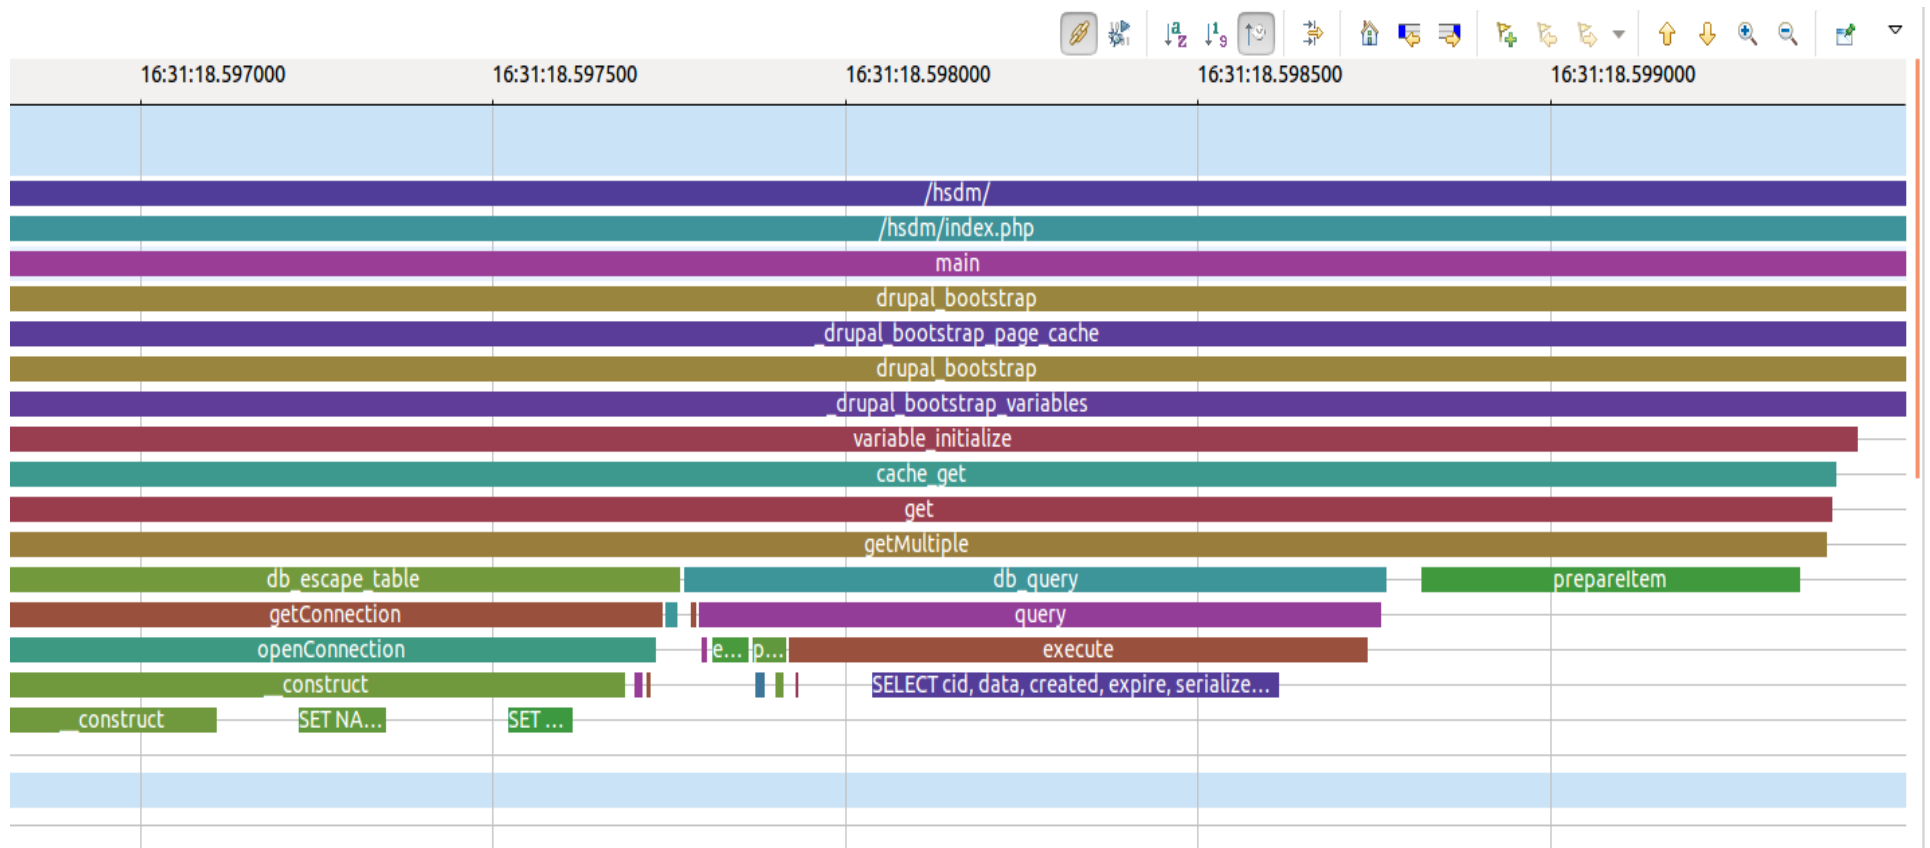 16:31:18.597000 16:31:18.597500 16:31:18.598000 16:31:18.598500 16:31:18.599000
/hsdm/
/hsdm/index.php
main
drupal_bootstrap
_drupal_bootstrap_page_cache
drupal_bootstrap
_drupal_bootstrap_variables
variable_initialize
cache_get
get
getMultiple
db_escape_table db_query prepareItem
getConnection query
openConnection e... p... execute
__construct SELECT cid, data, created, expire, serialize...
__construct SET NA... SET ...